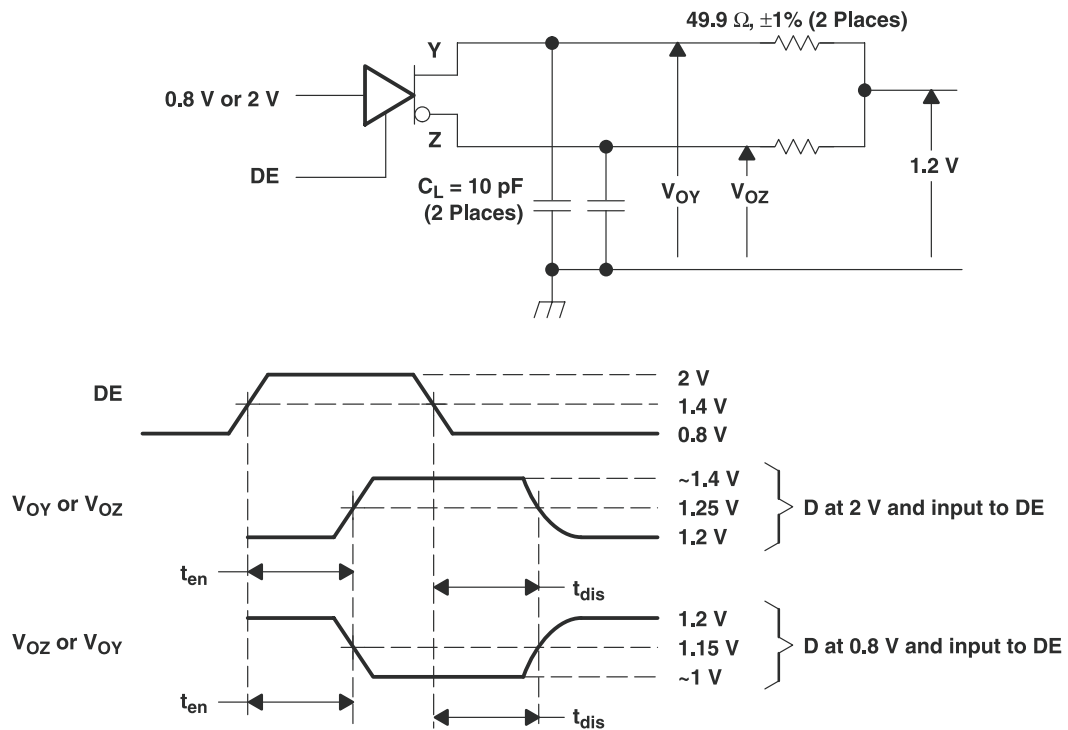 49.9 Ω, ±1% (2 Places)
Y
0.8 V or 2 V
Z
DE
1.2 V
C_L = 10 pF
(2 Places)
V_OY
V_OZ
DE
2 V
1.4 V
0.8 V
V_OY or V_OZ
~1.4 V
1.25 V
1.2 V
D at 2 V and input to DE
t_en
t_dis
V_OZ or V_OY
1.2 V
1.15 V
~1 V
D at 0.8 V and input to DE
t_en
t_dis